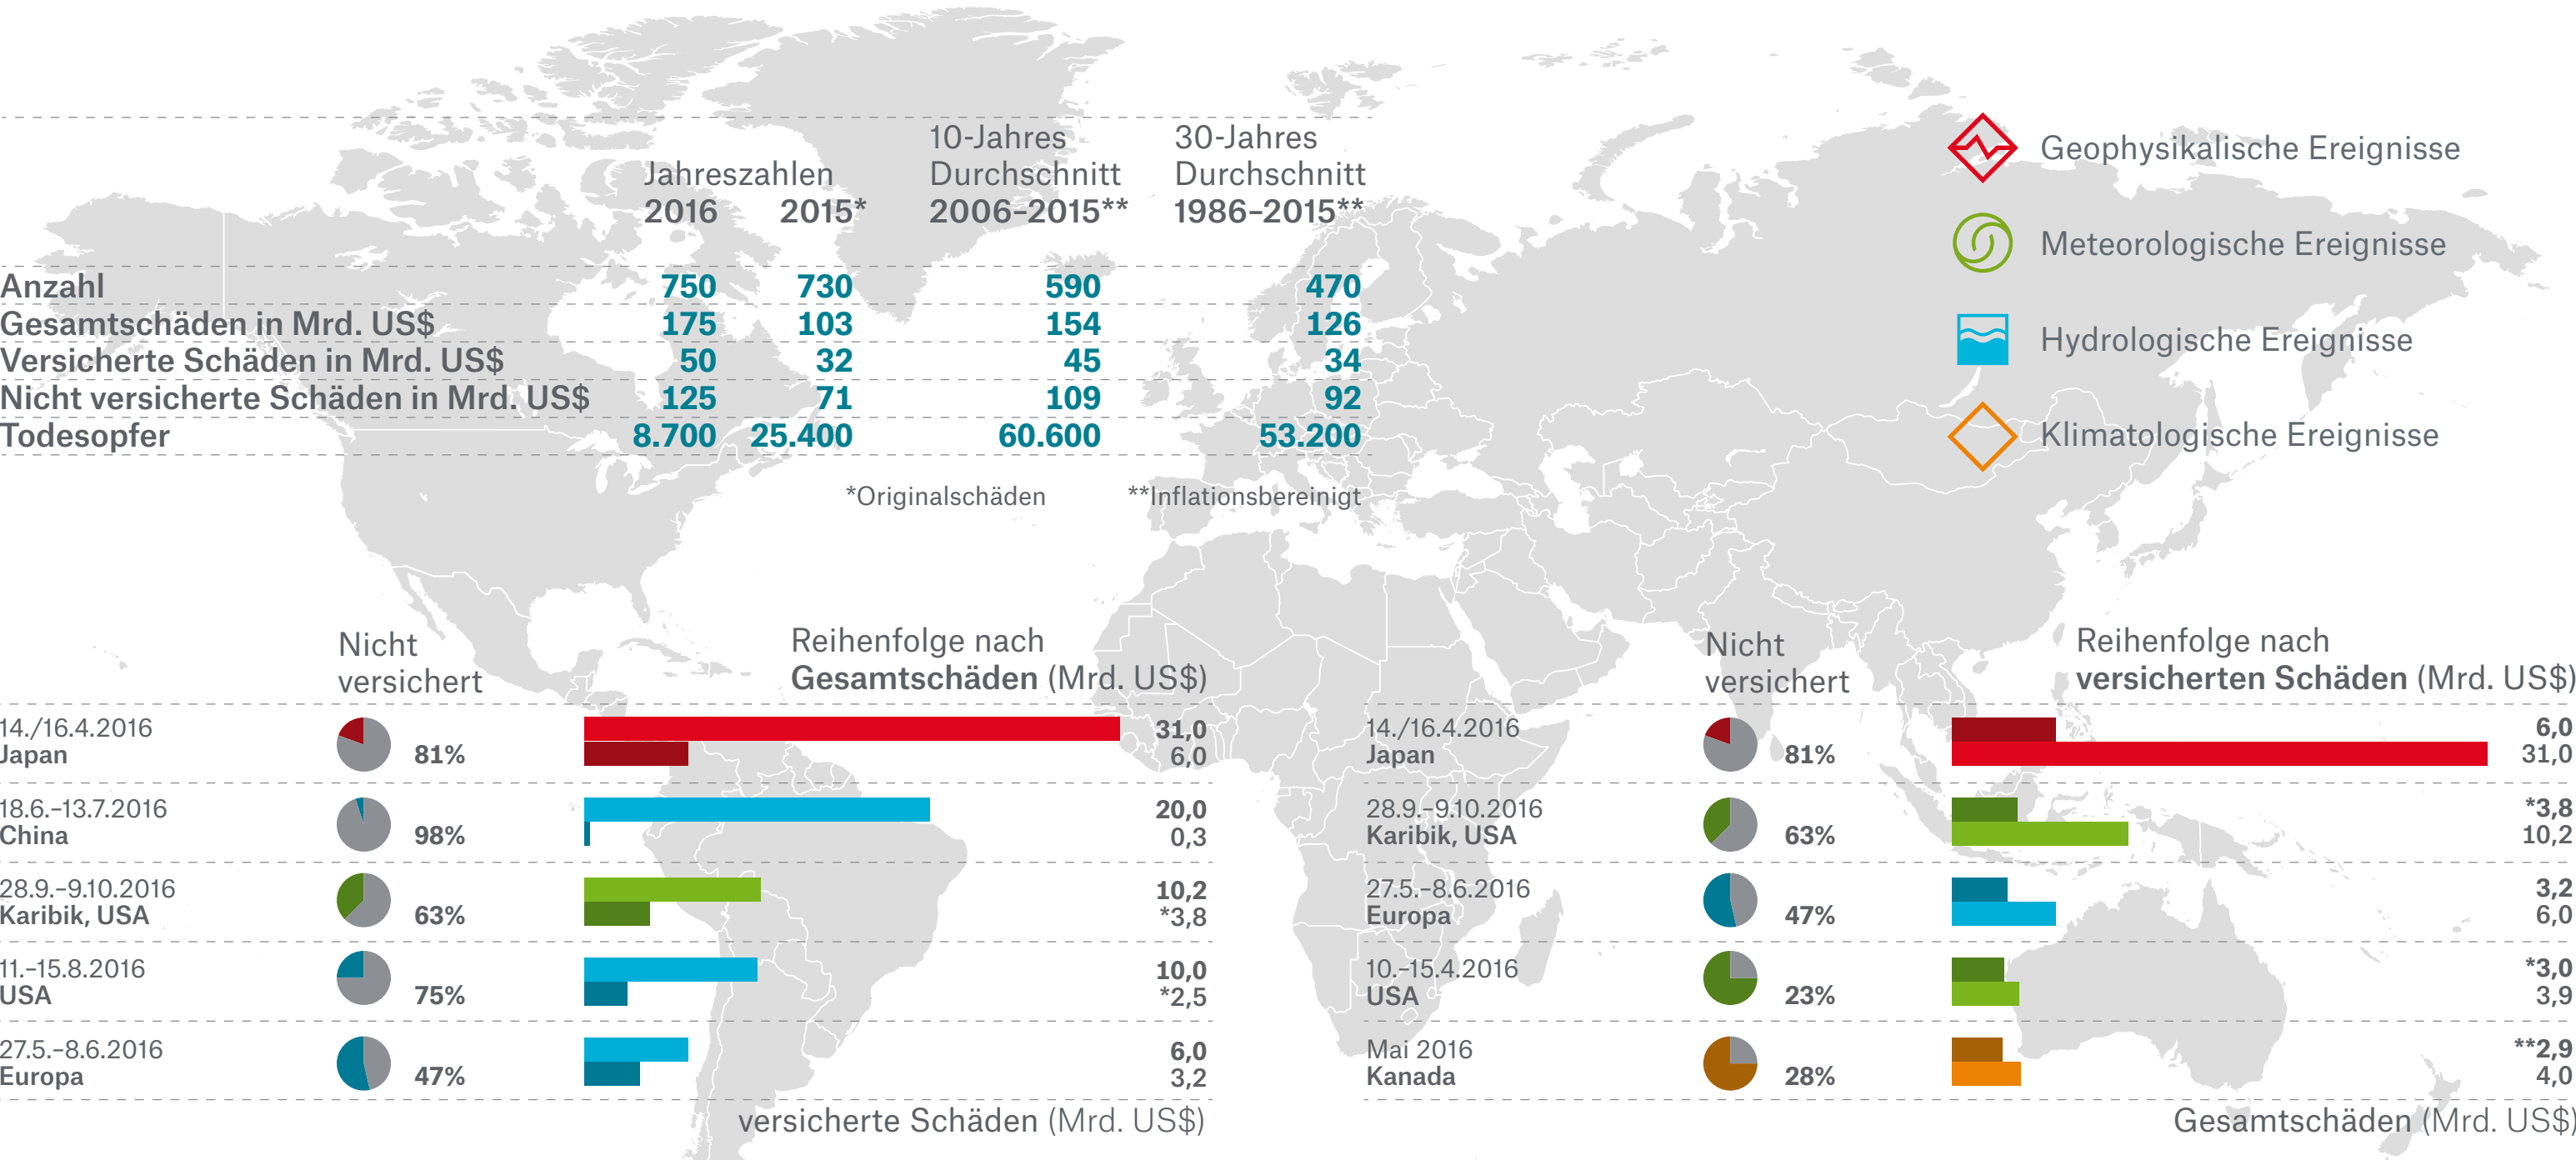 10-Jahres 30-Jahres
Jahreszahlen Durchschnitt Durchschnitt
2016 2015* 2006–2015** 1986–2015**
Anzahl 750 730 590 470
Gesamtschäden in Mrd. US$ 175 103 154 126
Versicherte Schäden in Mrd. US$ 50 32 45 34
Nicht versicherte Schäden in Mrd. US$ 125 71 109 92
Todesopfer 8.700 25.400 60.600 53.200
*Originalschäden **Inflationsbereinigt
Geophysikalische Ereignisse
Meteorologische Ereignisse
Hydrologische Ereignisse
Klimatologische Ereignisse
Nicht
versichert
Reihenfolge nach
Gesamtschäden (Mrd. US$)
14./16.4.2016
Japan
81%
31,0
6,0
18.6.–13.7.2016
China
98%
20,0
0,3
28.9.–9.10.2016
Karibik, USA
63%
10,2
*3,8
11.–15.8.2016
USA
75%
10,0
*2,5
27.5.–8.6.2016
Europa
47%
6,0
3,2
versicherte Schäden (Mrd. US$)
Nicht
versichert
Reihenfolge nach
versicherten Schäden (Mrd. US$)
14./16.4.2016
Japan
81%
6,0
31,0
28.9.–9.10.2016
Karibik, USA
63%
*3,8
10,2
27.5.–8.6.2016
Europa
47%
3,2
6,0
10.–15.4.2016
USA
23%
*3,0
3,9
Mai 2016
Kanada
28%
**2,9
4,0
Gesamtschäden (Mrd. US$)